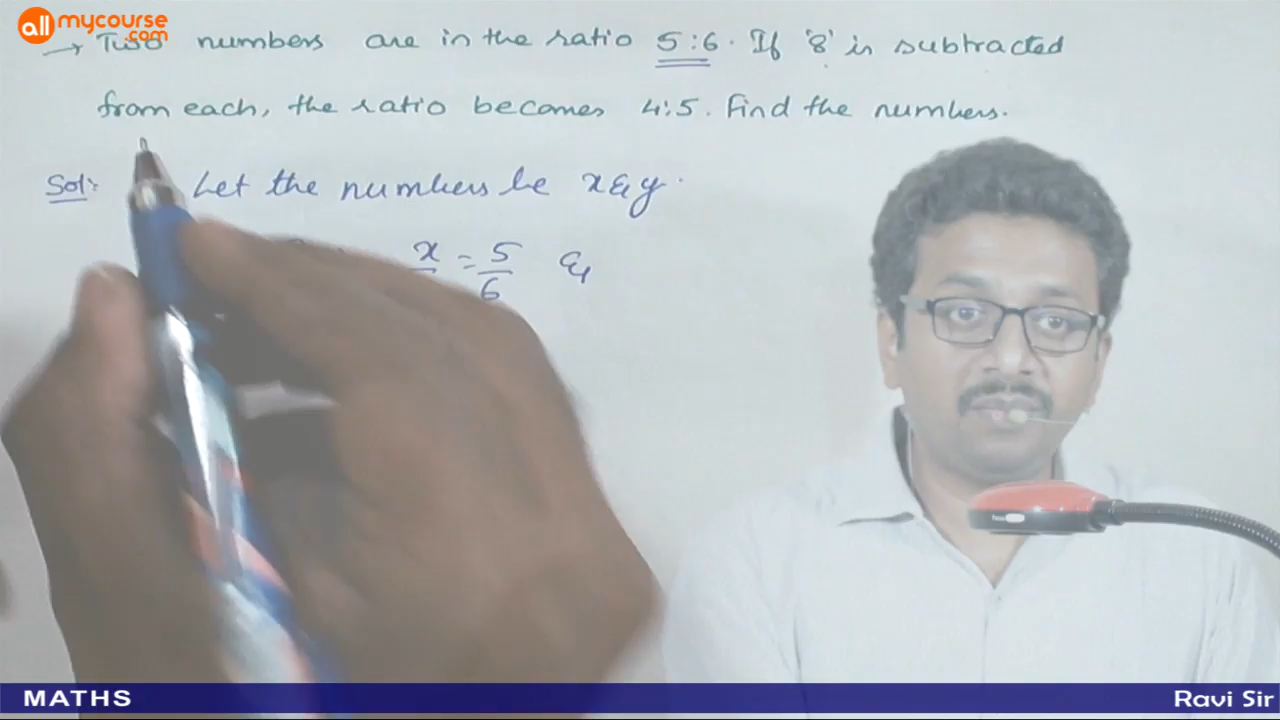 allmycourse.com
→ Two numbers are in the ratio 5:6. If '8' is subtracted
from each, the ratio becomes 4:5. Find the numbers.
Sol:
Let the numbers be x & y.
x = 5 &
6
MATHS
Ravi Sir